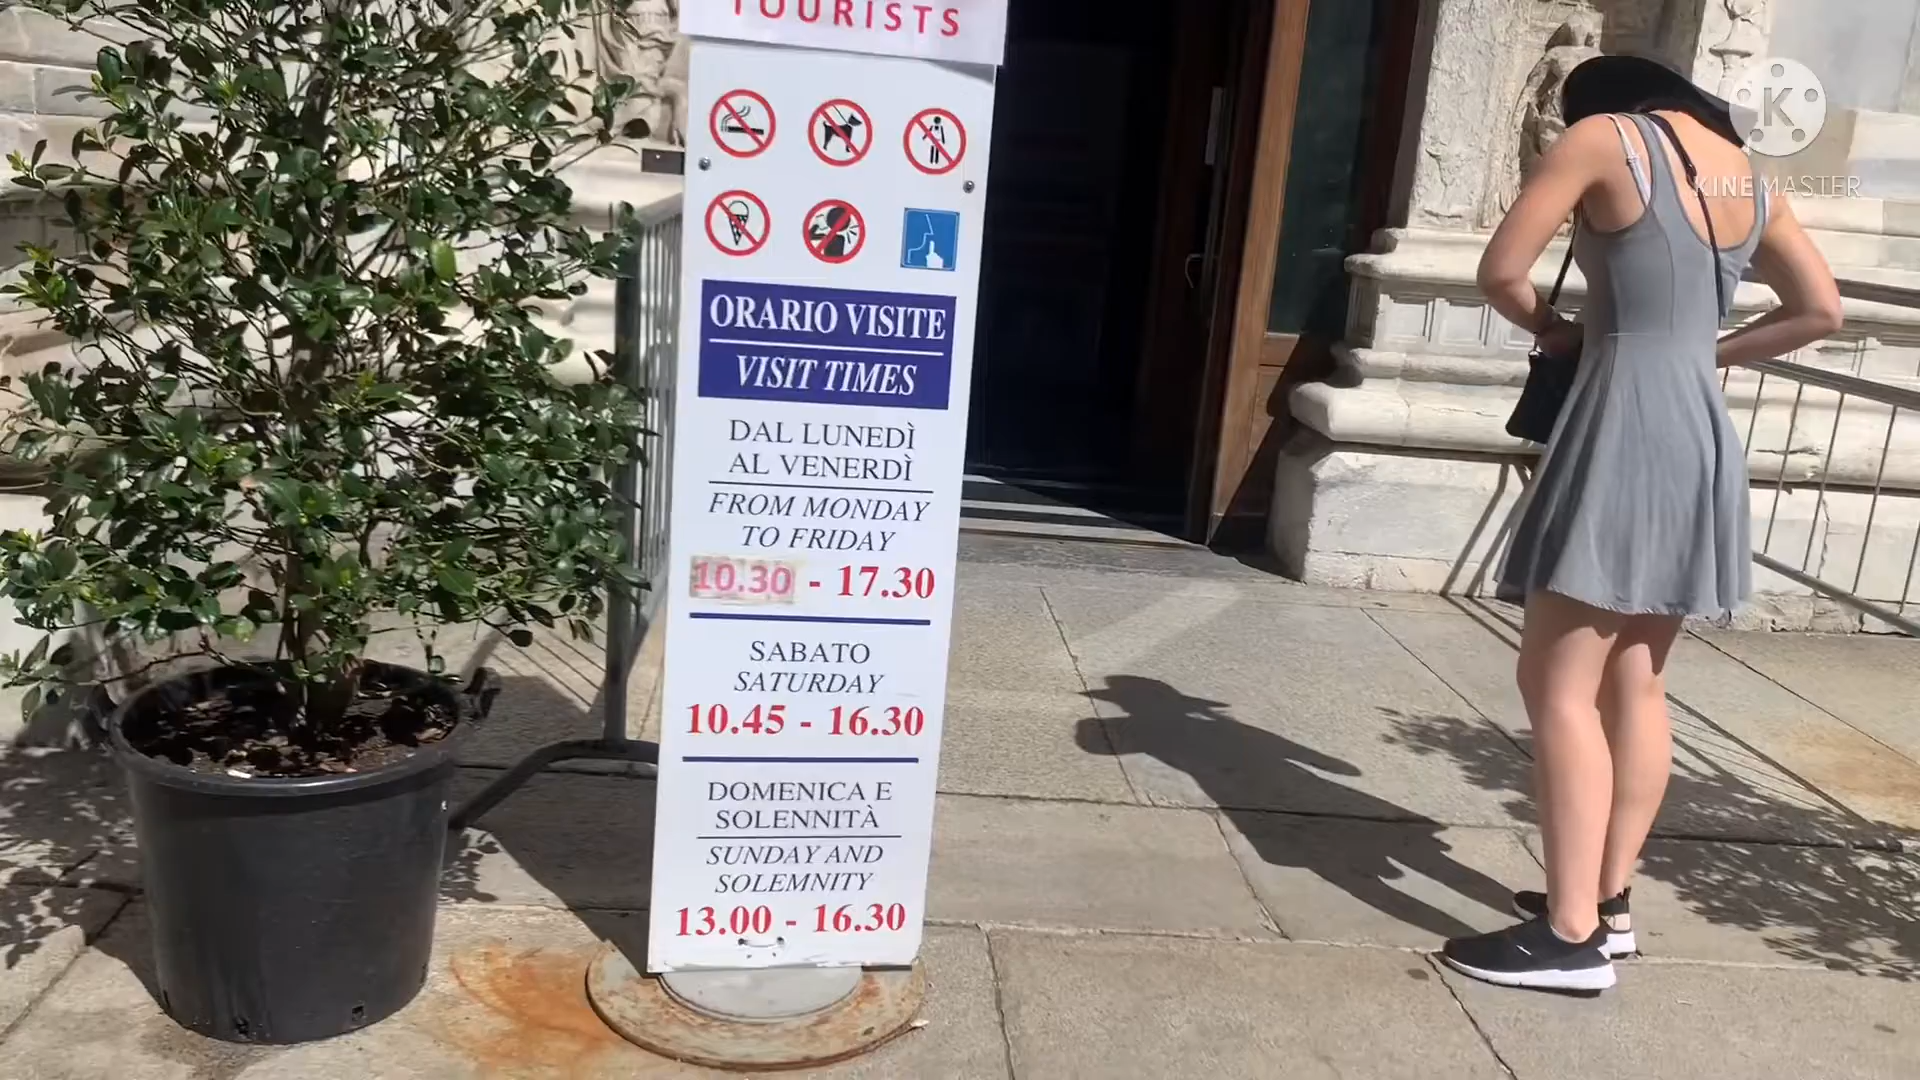 TOURISTS
K
KINEMASTER
ORARIO VISITE
VISIT TIMES
DAL LUNEDÌ
AL VENERDÌ
FROM MONDAY
TO FRIDAY
10.30 - 17.30
SABATO
SATURDAY
10.45 - 16.30
DOMENICA E
SOLENNITÀ
SUNDAY AND
SOLEMNITY
13.00 - 16.30